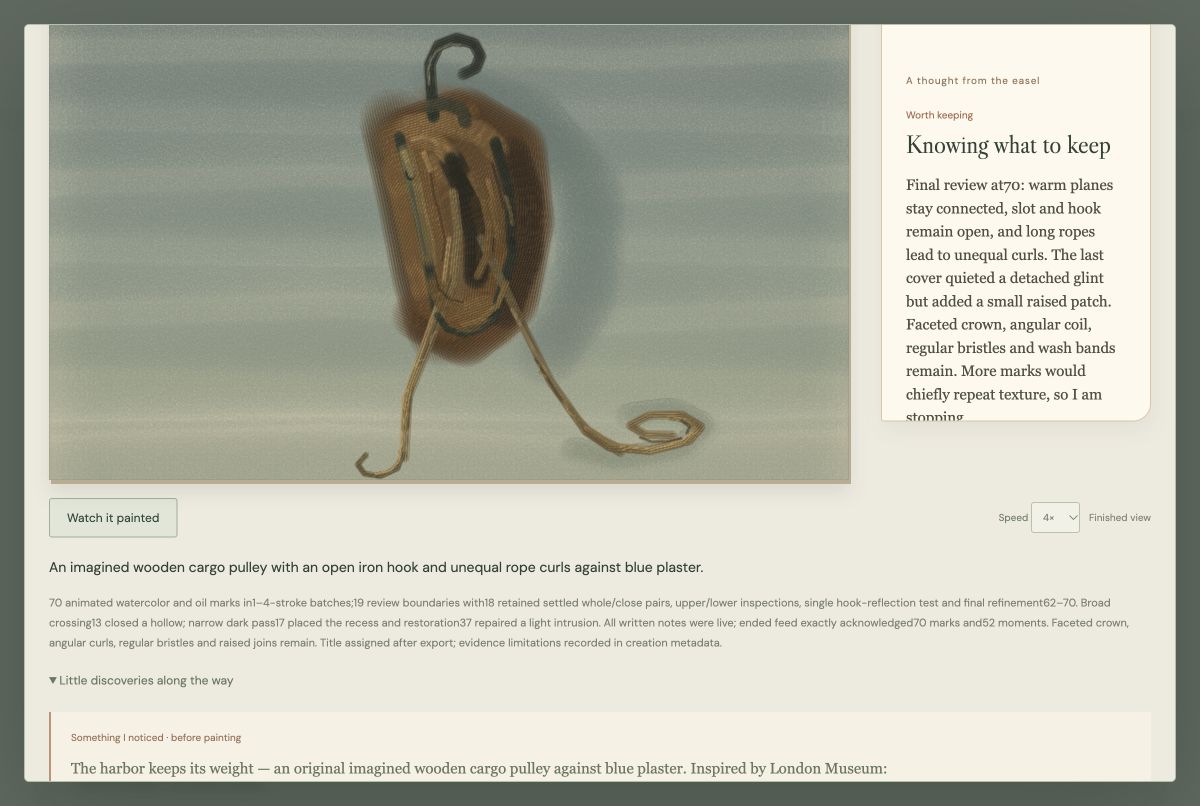 A thought from the easel
Worth keeping
Knowing what to keep
Final review at70: warm planes
stay connected, slot and hook
remain open, and long ropes
lead to unequal curls. The last
cover quieted a detached glint
but added a small raised patch.
Faceted crown, angular coil,
regular bristles and wash bands
remain. More marks would
chiefly repeat texture, so I am
stopping
Watch it painted
Speed 4× Finished view
An imagined wooden cargo pulley with an open iron hook and unequal rope curls against blue plaster.
70 animated watercolor and oil marks in1–4-stroke batches;19 review boundaries with18 retained settled whole/close pairs, upper/lower inspections, single hook-reflection test and final refinement62–70. Broad
crossing13 closed a hollow; narrow dark pass17 placed the recess and restoration37 repaired a light intrusion. All written notes were live; ended feed exactly acknowledged70 marks and52 moments. Faceted crown,
angular curls, regular bristles and raised joins remain. Title assigned after export; evidence limitations recorded in creation metadata.
Little discoveries along the way
Something I noticed · before painting
The harbor keeps its weight — an original imagined wooden cargo pulley against blue plaster. Inspired by London Museum: